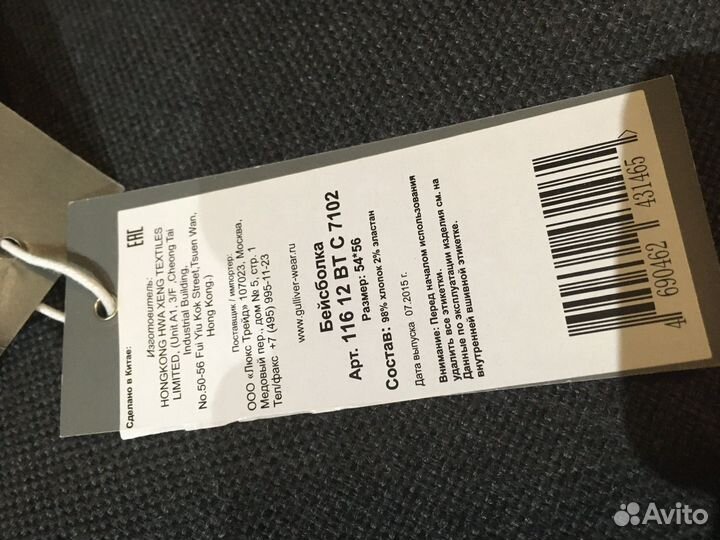 EAC
Сделано в Китае:
Изготовитель:
HONGKONG HWA XENG TEXTILES
LIMITED, (Unit A1, 3/F ,Cheong Tai
Industrial Building,
No.50-56 Fui Yiu Kok Street,Tsuen Wan,
Hong Kong.)
Поставщик / импортер:
ООО «Люкс Трейд» 107023, Москва,
Медовый пер., дом № 5, стр. 1
Тел/факс +7 (495) 995-11-23
www.gulliver-wear.ru
Бейсболка
Арт. 116 12 BT C 7102
Размер: 54*56
Состав: 98% хлопок 2% эластан
Дата выпуска 07.2015 г.
Внимание: Перед началом использования
удалить все этикетки.
Данные по эксплуатации изделия см. на
внутренней вшивной этикетке.
4 690462 431465 >
Avito